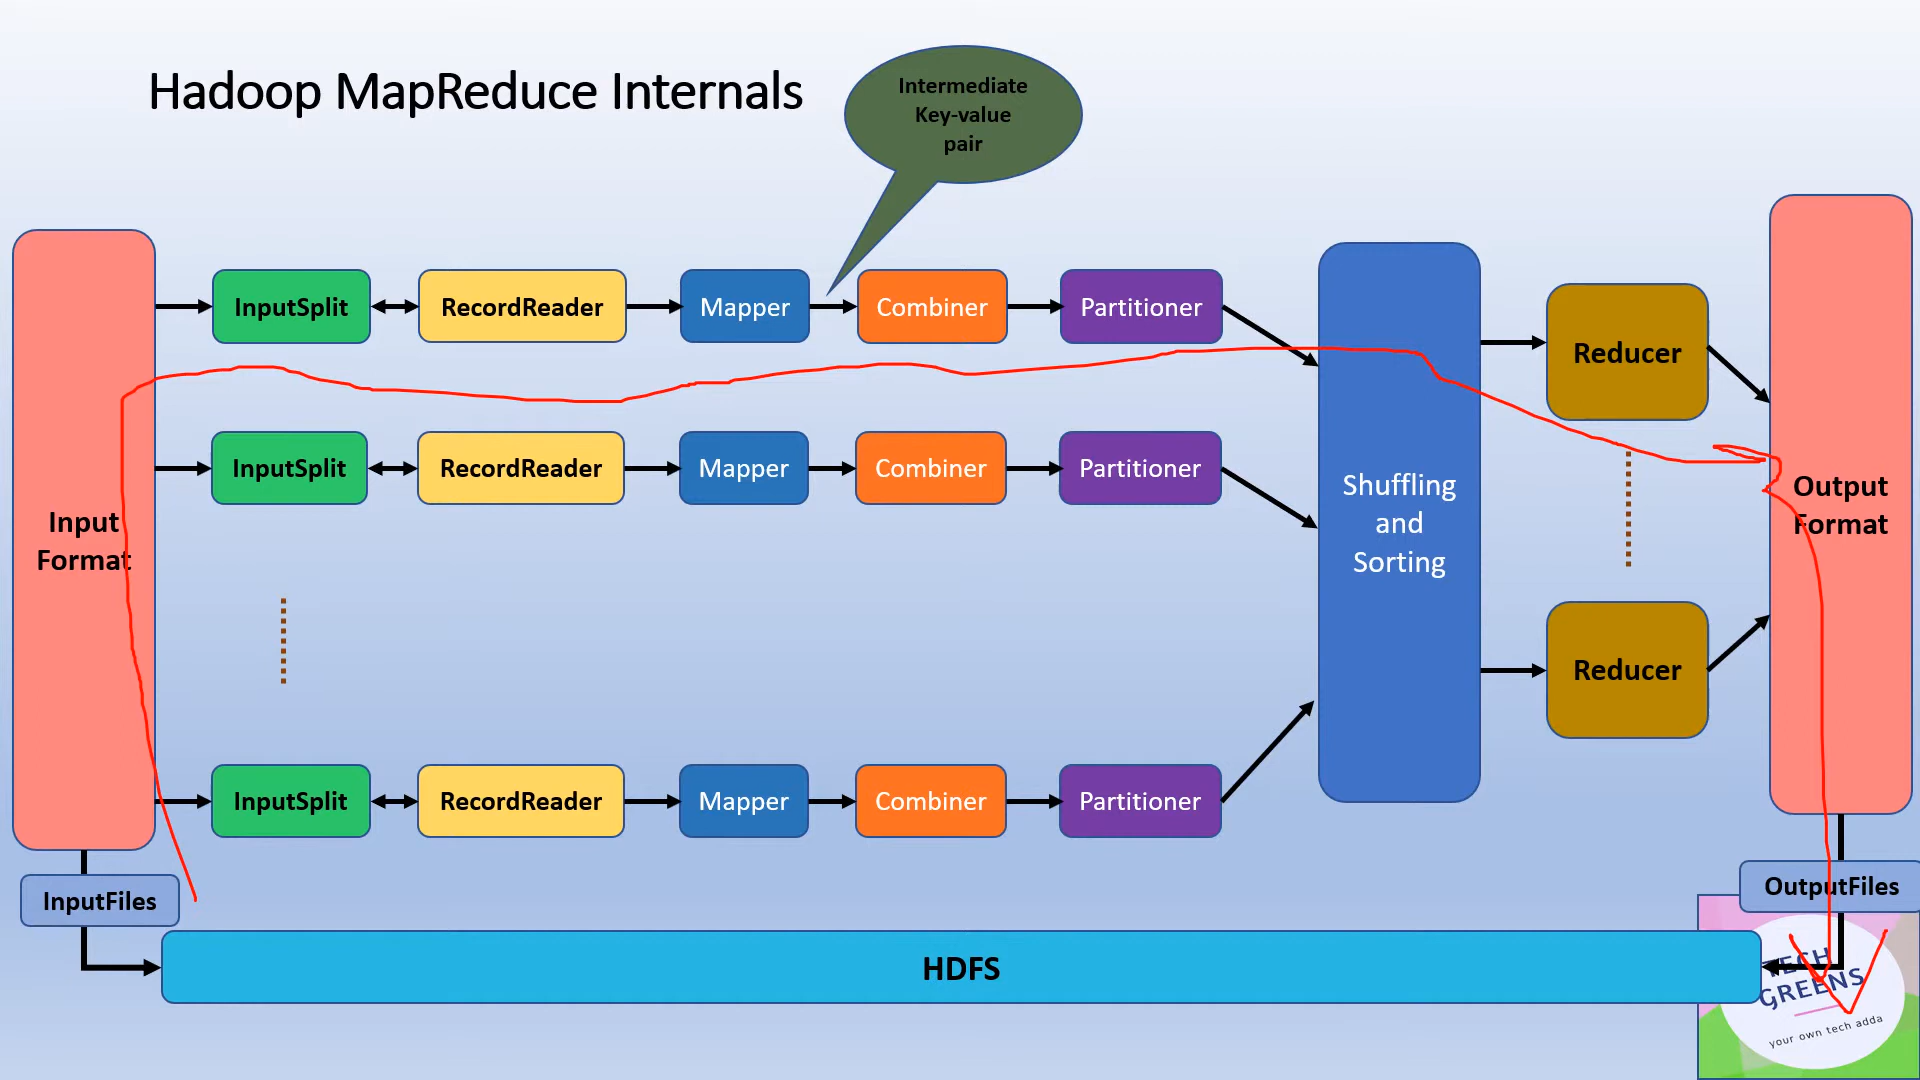 Hadoop MapReduce Internals
Intermediate
Key-value
pair
Input
Format
InputSplit
RecordReader
Mapper
Combiner
Partitioner
InputSplit
RecordReader
Mapper
Combiner
Partitioner
InputSplit
RecordReader
Mapper
Combiner
Partitioner
Shuffling
and
Sorting
Reducer
Reducer
Output
Format
InputFiles
OutputFiles
HDFS
TECH
GREENS
your own tech adda